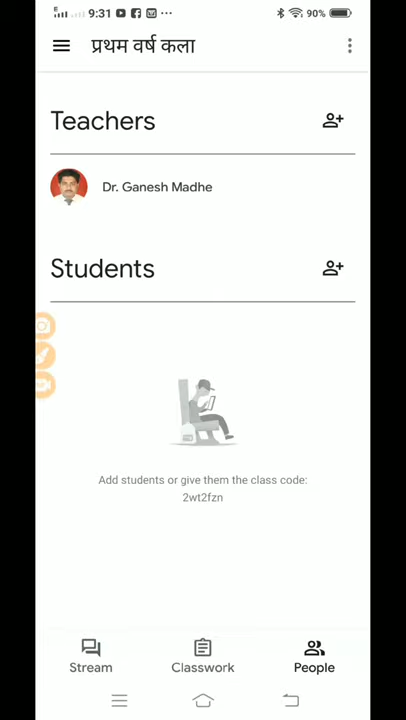 9:31
90%
प्रथम वर्ष कला
Teachers
Dr. Ganesh Madhe
Students
Add students or give them the class code:
2wt2fzn
Stream
Classwork
People